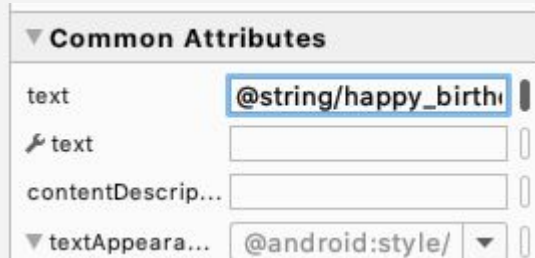 Common Attributes
text @string/happy_birth
text
contentDescrip...
textAppeara... @android:style/